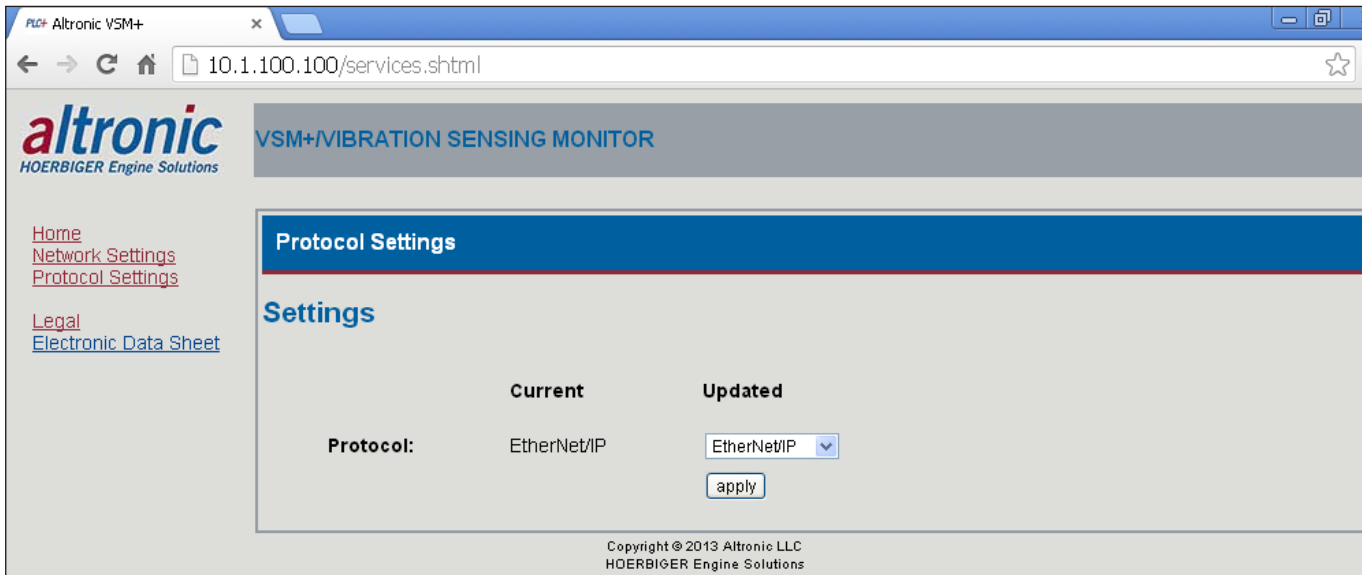 PLC+ Altronic VSM+
10.1.100.100/services.shtml
altronic
HOERBIGER Engine Solutions
VSM+/VIBRATION SENSING MONITOR
Home
Network Settings
Protocol Settings
Legal
Electronic Data Sheet
Protocol Settings
Settings
Current Updated
Protocol: EtherNet/IP EtherNet/IP
apply
Copyright © 2013 Altronic LLC
HOERBIGER Engine Solutions